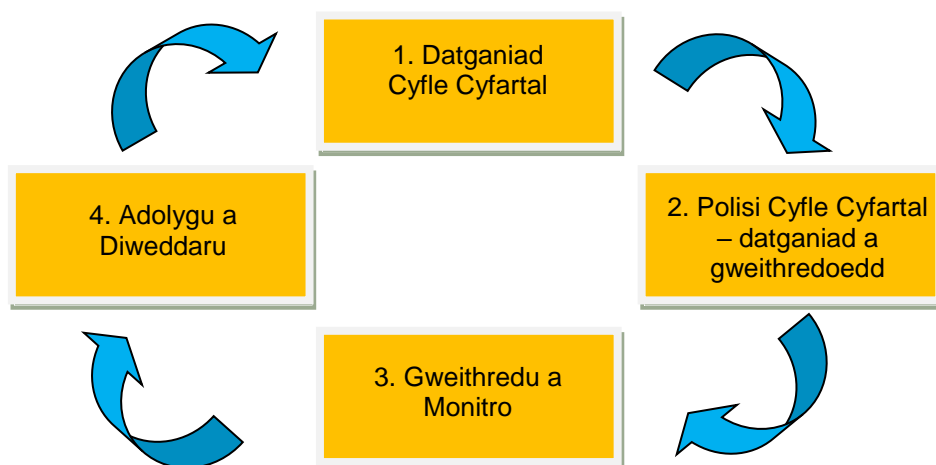 1. Datganiad
Cyfle Cyfartal
2. Polisi Cyfle Cyfartal
– datganiad a
gweithredoedd
3. Gweithredu a
Monitro
4. Adolygu a
Diweddaru